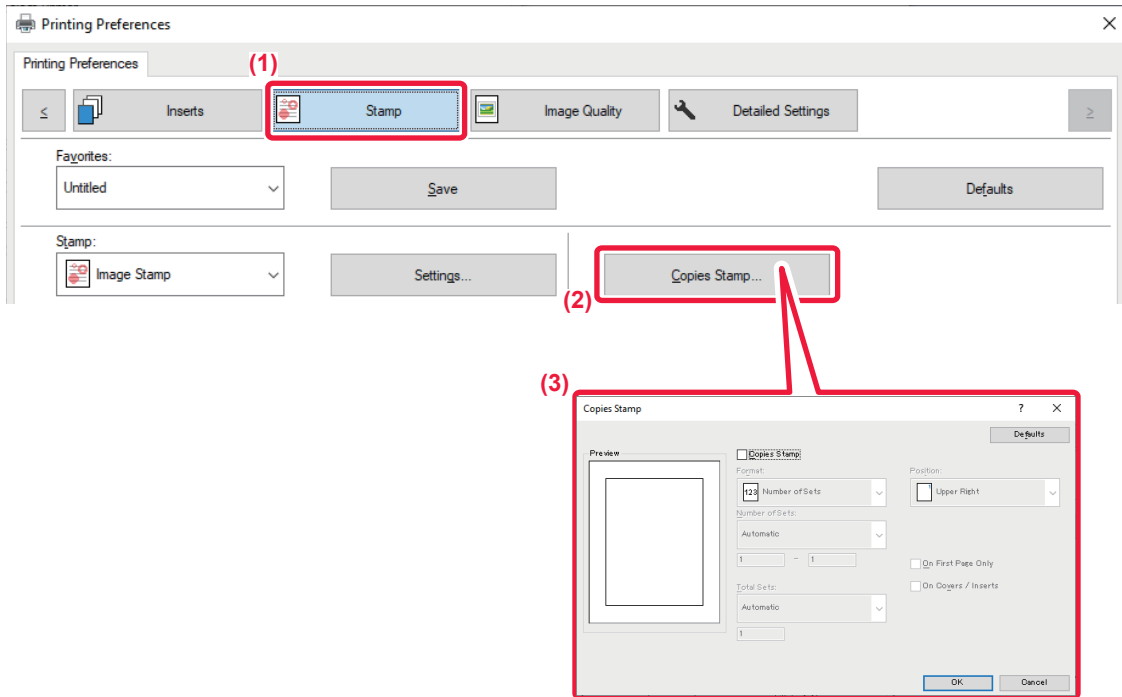 Printing Preferences
Printing Preferences
(1)
≤ Inserts Stamp Image Quality Detailed Settings ≥
Favorites:
Untitled Save Defaults
Stamp:
Image Stamp Settings... Copies Stamp...
(2)
(3)
Copies Stamp ?
Defaults
Preview
Copies Stamp
Format: Position:
123 Number of Sets 1 Upper Right
Number of Sets:
Automatic
1 - 1
On First Page Only
Total Sets: On Covers / Inserts
Automatic
1
OK Cancel